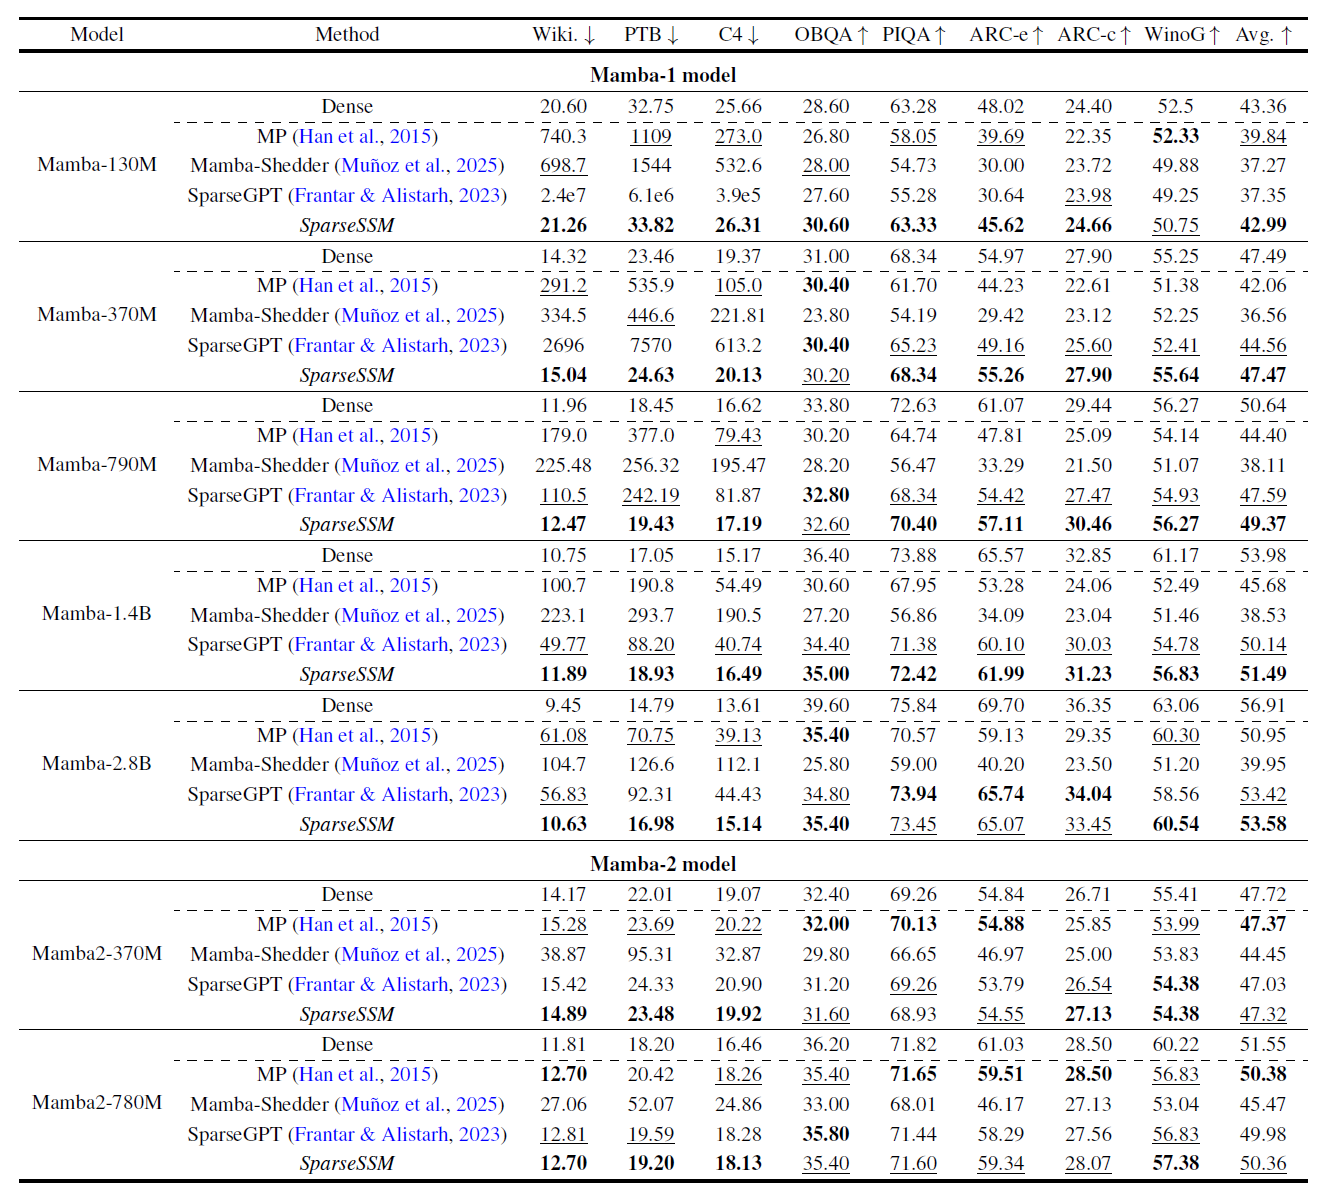 Model Method Wiki. ↓ PTB ↓ C4 ↓ OBQA ↑ PIQA ↑ ARC-e ↑ ARC-c ↑ WinoG ↑ Avg. ↑
Mamba-1 model
Dense 20.60 32.75 25.66 28.60 63.28 48.02 24.40 52.5 43.36
MP (Han et al., 2015) 740.3 1109 273.0 26.80 58.05 39.69 22.35 52.33 39.84
Mamba-130M Mamba-Shedder (Muñoz et al., 2025) 698.7 1544 532.6 28.00 54.73 30.00 23.72 49.88 37.27
SparseGPT (Frantar & Alistarh, 2023) 2.4e7 6.1e6 3.9e5 27.60 55.28 30.64 23.98 49.25 37.35
SparseSSM 21.26 33.82 26.31 30.60 63.33 45.62 24.66 50.75 42.99
Dense 14.32 23.46 19.37 31.00 68.34 54.97 27.90 55.25 47.49
MP (Han et al., 2015) 291.2 535.9 105.0 30.40 61.70 44.23 22.61 51.38 42.06
Mamba-370M Mamba-Shedder (Muñoz et al., 2025) 334.5 446.6 221.81 23.80 54.19 29.42 23.12 52.25 36.56
SparseGPT (Frantar & Alistarh, 2023) 2696 7570 613.2 30.40 65.23 49.16 25.60 52.41 44.56
SparseSSM 15.04 24.63 20.13 30.20 68.34 55.26 27.90 55.64 47.47
Dense 11.96 18.45 16.62 33.80 72.63 61.07 29.44 56.27 50.64
MP (Han et al., 2015) 179.0 377.0 79.43 30.20 64.74 47.81 25.09 54.14 44.40
Mamba-790M Mamba-Shedder (Muñoz et al., 2025) 225.48 256.32 195.47 28.20 56.47 33.29 21.50 51.07 38.11
SparseGPT (Frantar & Alistarh, 2023) 110.5 242.19 81.87 32.80 68.34 54.42 27.47 54.93 47.59
SparseSSM 12.47 19.43 17.19 32.60 70.40 57.11 30.46 56.27 49.37
Dense 10.75 17.05 15.17 36.40 73.88 65.57 32.85 61.17 53.98
MP (Han et al., 2015) 100.7 190.8 54.49 30.60 67.95 53.28 24.06 52.49 45.68
Mamba-1.4B Mamba-Shedder (Muñoz et al., 2025) 223.1 293.7 190.5 27.20 56.86 34.09 23.04 51.46 38.53
SparseGPT (Frantar & Alistarh, 2023) 49.77 88.20 40.74 34.40 71.38 60.10 30.03 54.78 50.14
SparseSSM 11.89 18.93 16.49 35.00 72.42 61.99 31.23 56.83 51.49
Dense 9.45 14.79 13.61 39.60 75.84 69.70 36.35 63.06 56.91
MP (Han et al., 2015) 61.08 70.75 39.13 35.40 70.57 59.13 29.35 60.30 50.95
Mamba-2.8B Mamba-Shedder (Muñoz et al., 2025) 104.7 126.6 112.1 25.80 59.00 40.20 23.50 51.20 39.95
SparseGPT (Frantar & Alistarh, 2023) 56.83 92.31 44.43 34.80 73.94 65.74 34.04 58.56 53.42
SparseSSM 10.63 16.98 15.14 35.40 73.45 65.07 33.45 60.54 53.58
Mamba-2 model
Dense 14.17 22.01 19.07 32.40 69.26 54.84 26.71 55.41 47.72
MP (Han et al., 2015) 15.28 23.69 20.22 32.00 70.13 54.88 25.85 53.99 47.37
Mamba2-370M Mamba-Shedder (Muñoz et al., 2025) 38.87 95.31 32.87 29.80 66.65 46.97 25.00 53.83 44.45
SparseGPT (Frantar & Alistarh, 2023) 15.42 24.33 20.90 31.20 69.26 53.79 26.54 54.38 47.03
SparseSSM 14.89 23.48 19.92 31.60 68.93 54.55 27.13 54.38 47.32
Dense 11.81 18.20 16.46 36.20 71.82 61.03 28.50 60.22 51.55
MP (Han et al., 2015) 12.70 20.42 18.26 35.40 71.65 59.51 28.50 56.83 50.38
Mamba2-780M Mamba-Shedder (Muñoz et al., 2025) 27.06 52.07 24.86 33.00 68.01 46.17 27.13 53.04 45.47
SparseGPT (Frantar & Alistarh, 2023) 12.81 19.59 18.28 35.80 71.44 58.29 27.56 56.83 49.98
SparseSSM 12.70 19.20 18.13 35.40 71.60 59.34 28.07 57.38 50.36